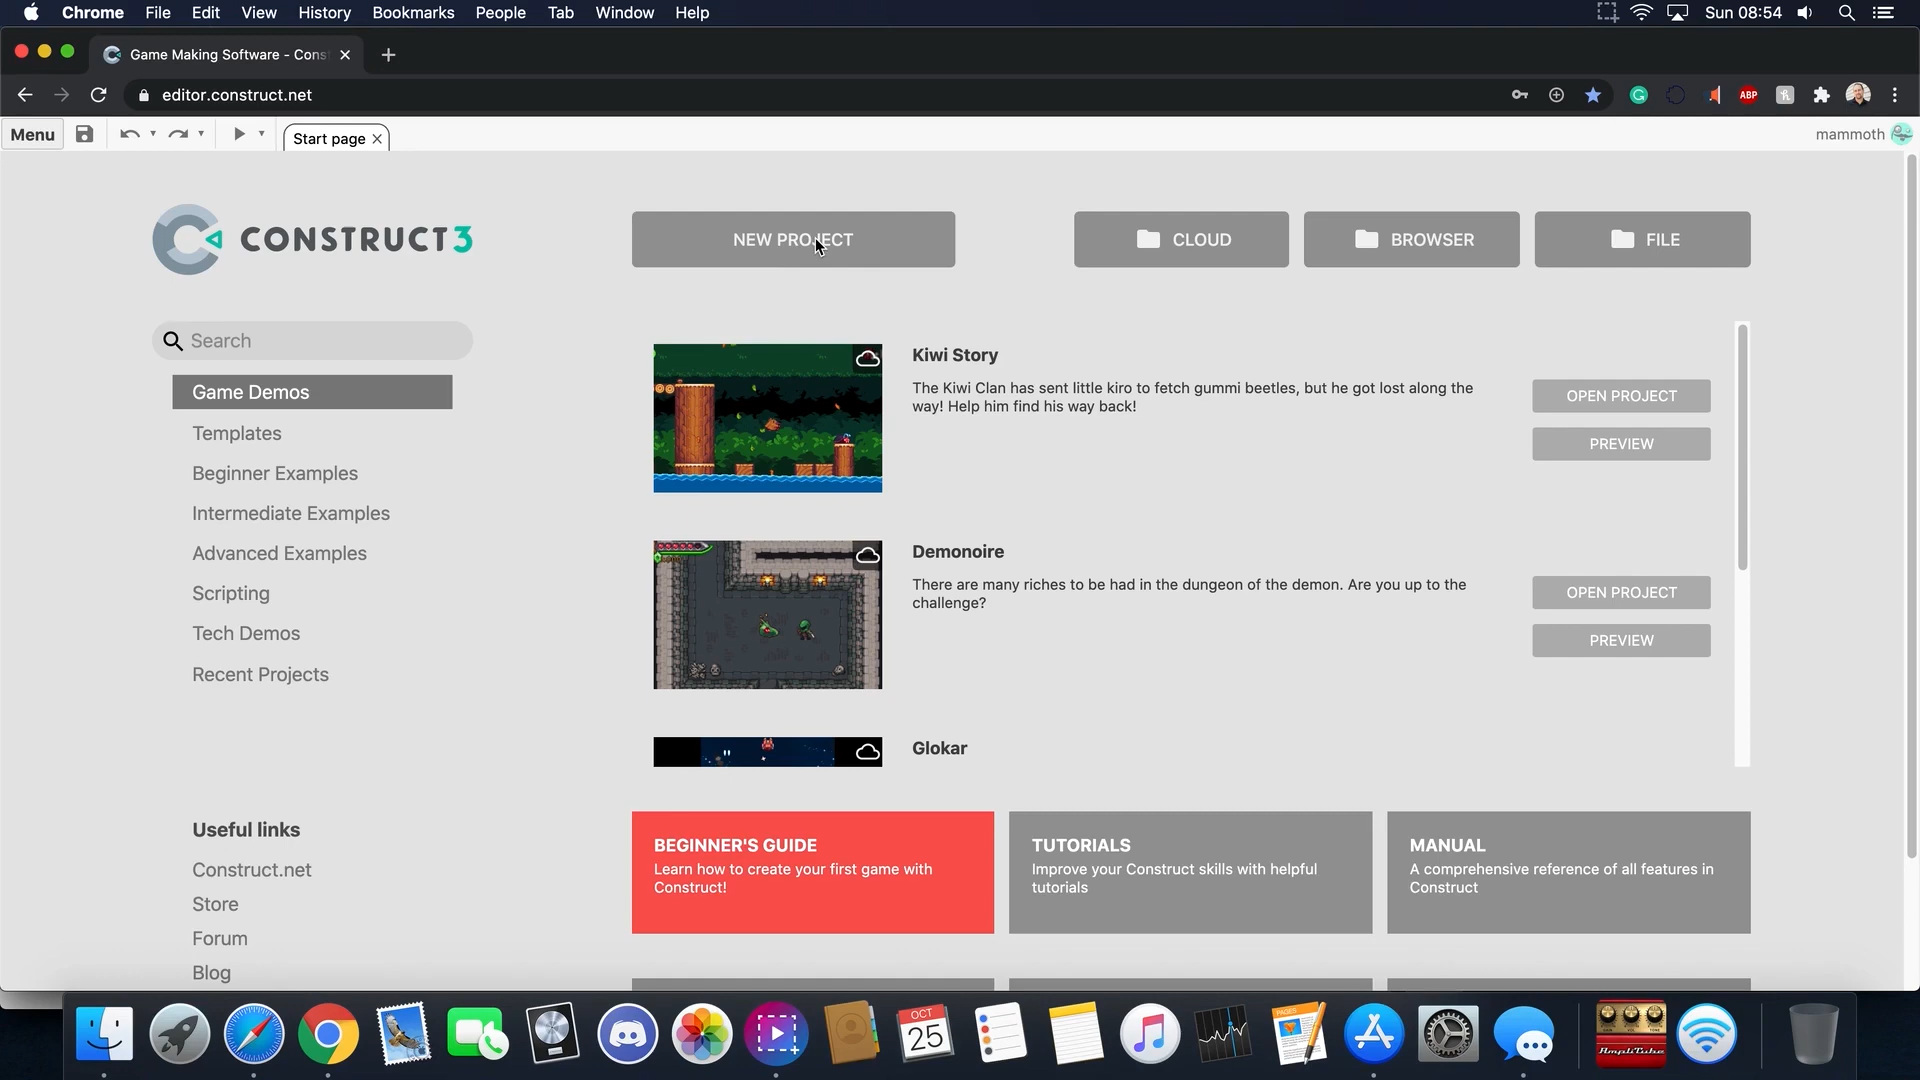 Chrome File Edit View History Bookmarks People Tab Window Help Sun 08:54
Game Making Software - Cons
editor.construct.net ABP
Menu Start page mammoth
CONSTRUCT3 NEW PROJECT CLOUD BROWSER FILE
Search
Game Demos
Templates
Beginner Examples
Intermediate Examples
Advanced Examples
Scripting
Tech Demos
Recent Projects
Kiwi Story
The Kiwi Clan has sent little kiro to fetch gummi beetles, but he got lost along the
way! Help him find his way back!
OPEN PROJECT
PREVIEW
Demonoire
There are many riches to be had in the dungeon of the demon. Are you up to the
challenge?
OPEN PROJECT
PREVIEW
Glokar
Useful links
Construct.net
Store
Forum
Blog
BEGINNER'S GUIDE
Learn how to create your first game with
Construct!
TUTORIALS
Improve your Construct skills with helpful
tutorials
MANUAL
A comprehensive reference of all features in
Construct
OCT
25
PAGES
AmpliTube